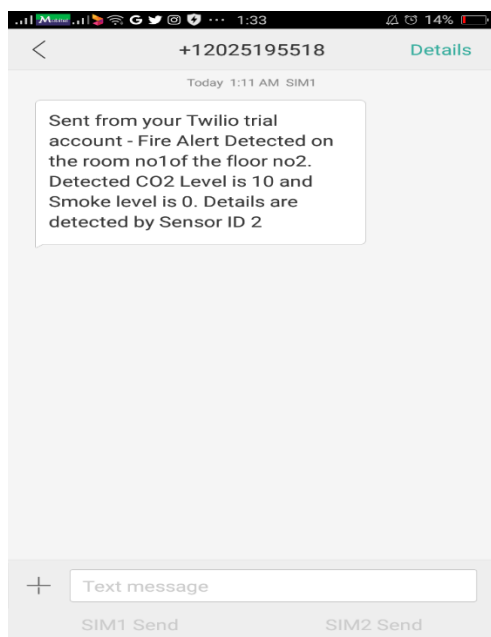 Mobile G 1:33 14%
+12025195518 Details
Today 1:11 AM SIM1
Sent from your Twilio trial
account - Fire Alert Detected on
the room no1of the floor no2.
Detected CO2 Level is 10 and
Smoke level is 0. Details are
detected by Sensor ID 2
Text message
SIM1 Send SIM2 Send